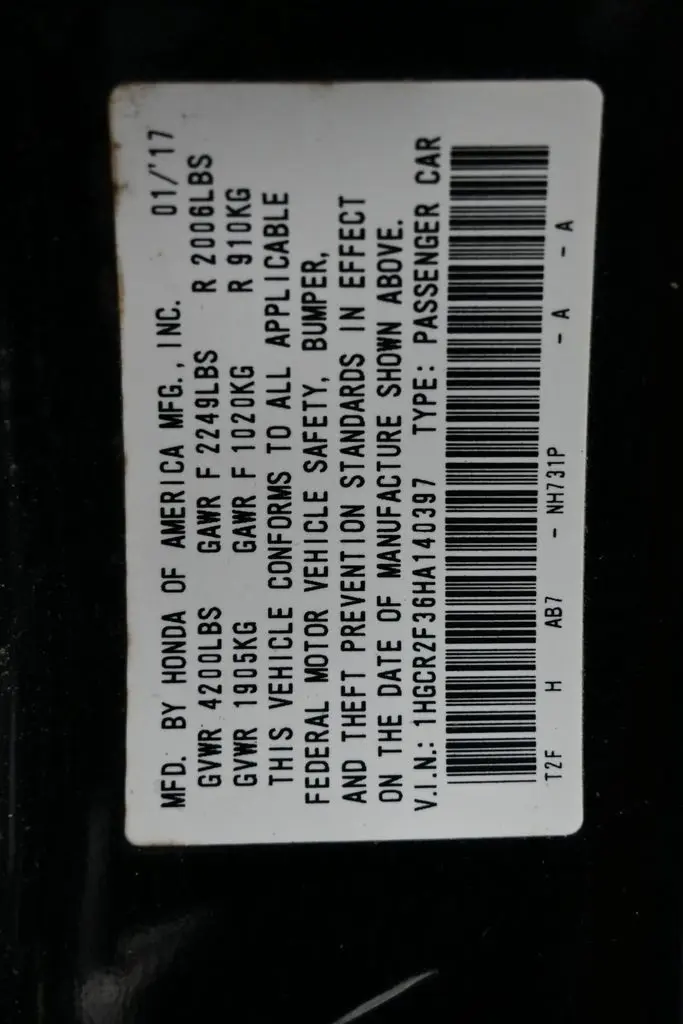 MFD. BY HONDA OF AMERICA MFG., INC. 01/'17
GVWR 4200LBS GAWR F 2249LBS R 2006LBS
GVWR 1905KG GAWR F 1020KG R 910KG
THIS VEHICLE CONFORMS TO ALL APPLICABLE
FEDERAL MOTOR VEHICLE SAFETY, BUMPER,
AND THEFT PREVENTION STANDARDS IN EFFECT
ON THE DATE OF MANUFACTURE SHOWN ABOVE.
V.I.N.: 1HGCR2F36HA140397 TYPE: PASSENGER CAR
T2F H AB7 - NH731P - A - A